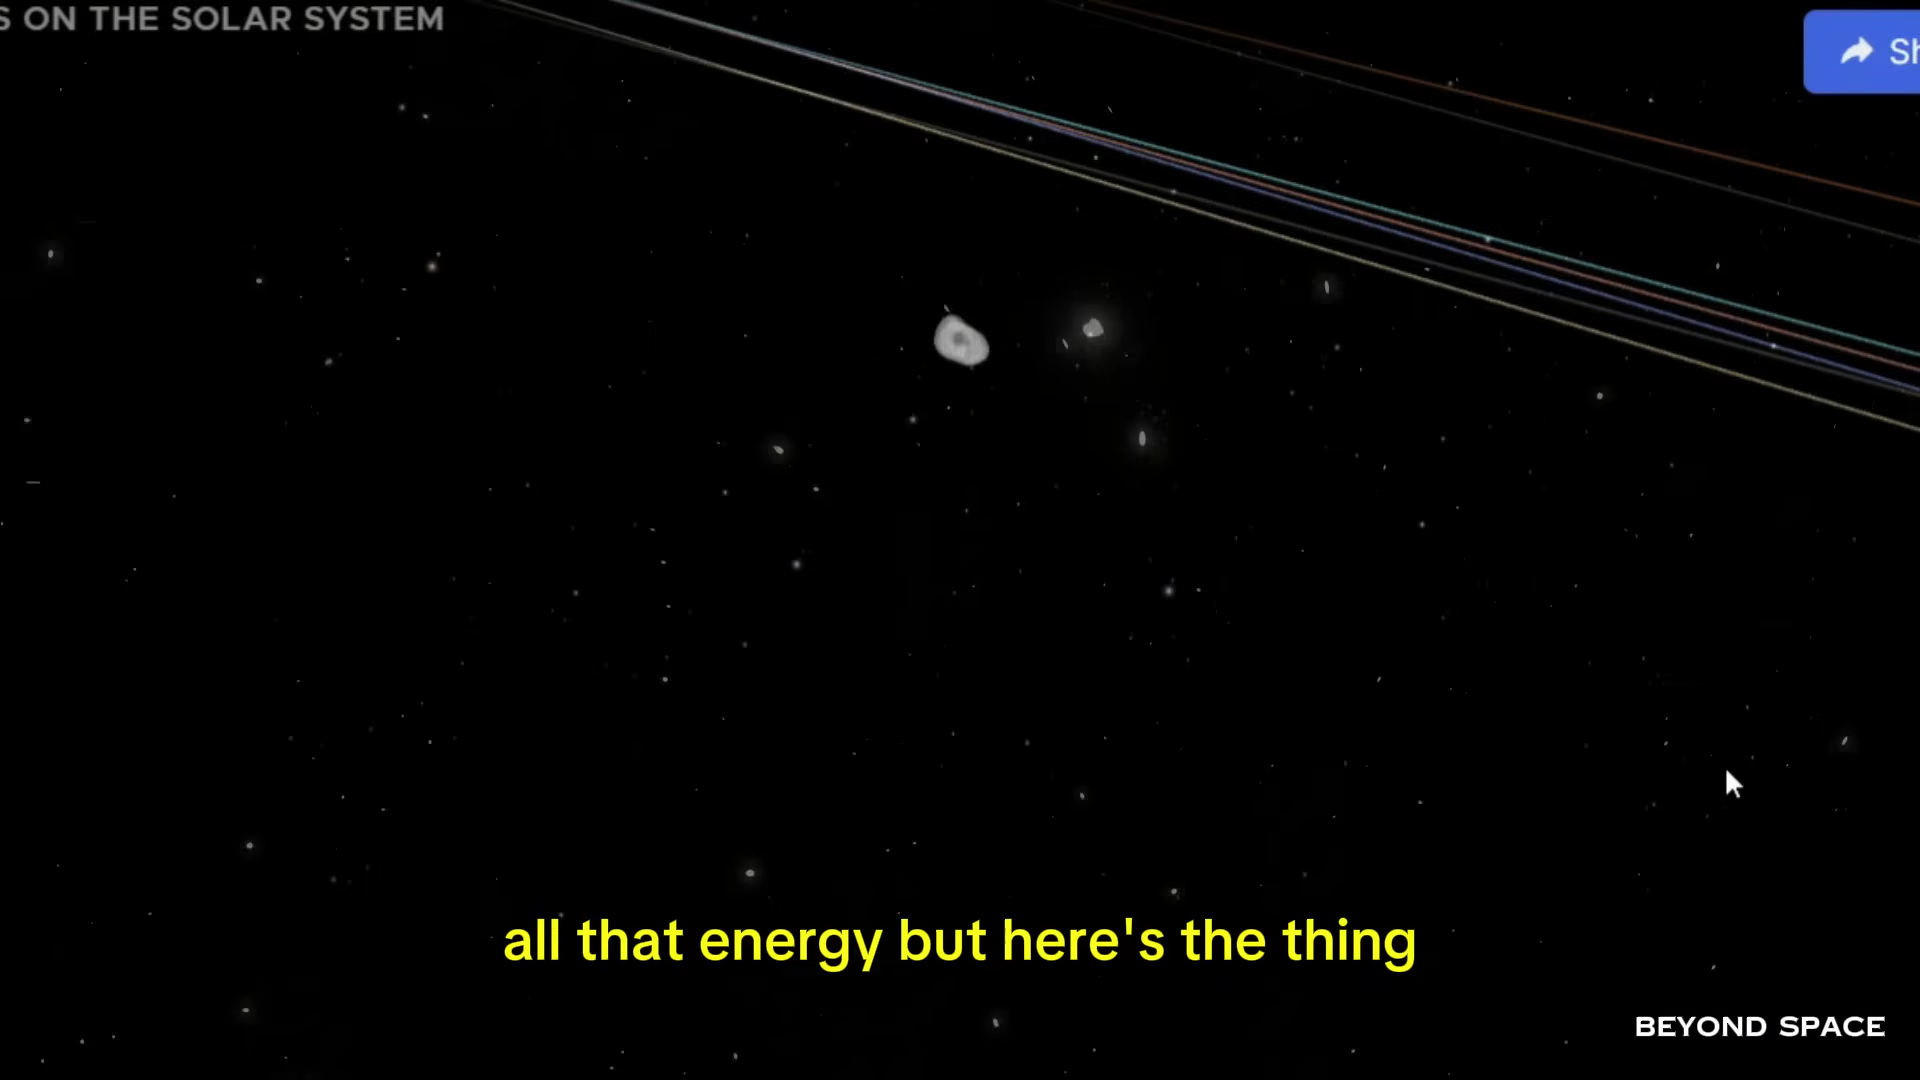 S ON THE SOLAR SYSTEM
Sh
all that energy but here's the thing
BEYOND SPACE